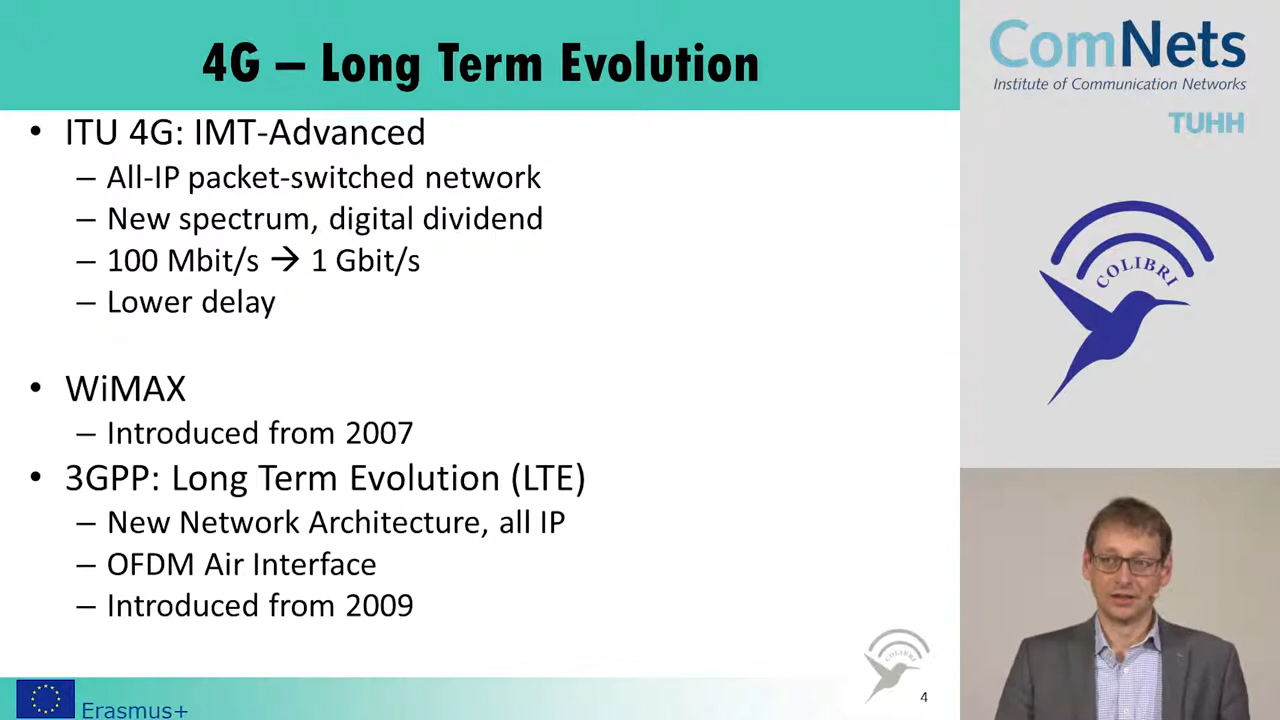 4G – Long Term Evolution
• ITU 4G: IMT-Advanced
– All-IP packet-switched network
– New spectrum, digital dividend
– 100 Mbit/s → 1 Gbit/s
– Lower delay
• WiMAX
– Introduced from 2007
• 3GPP: Long Term Evolution (LTE)
– New Network Architecture, all IP
– OFDM Air Interface
– Introduced from 2009
COLIBRI
4
Erasmus+
ComNets
Institute of Communication Networks
TUHH
COLIBRI